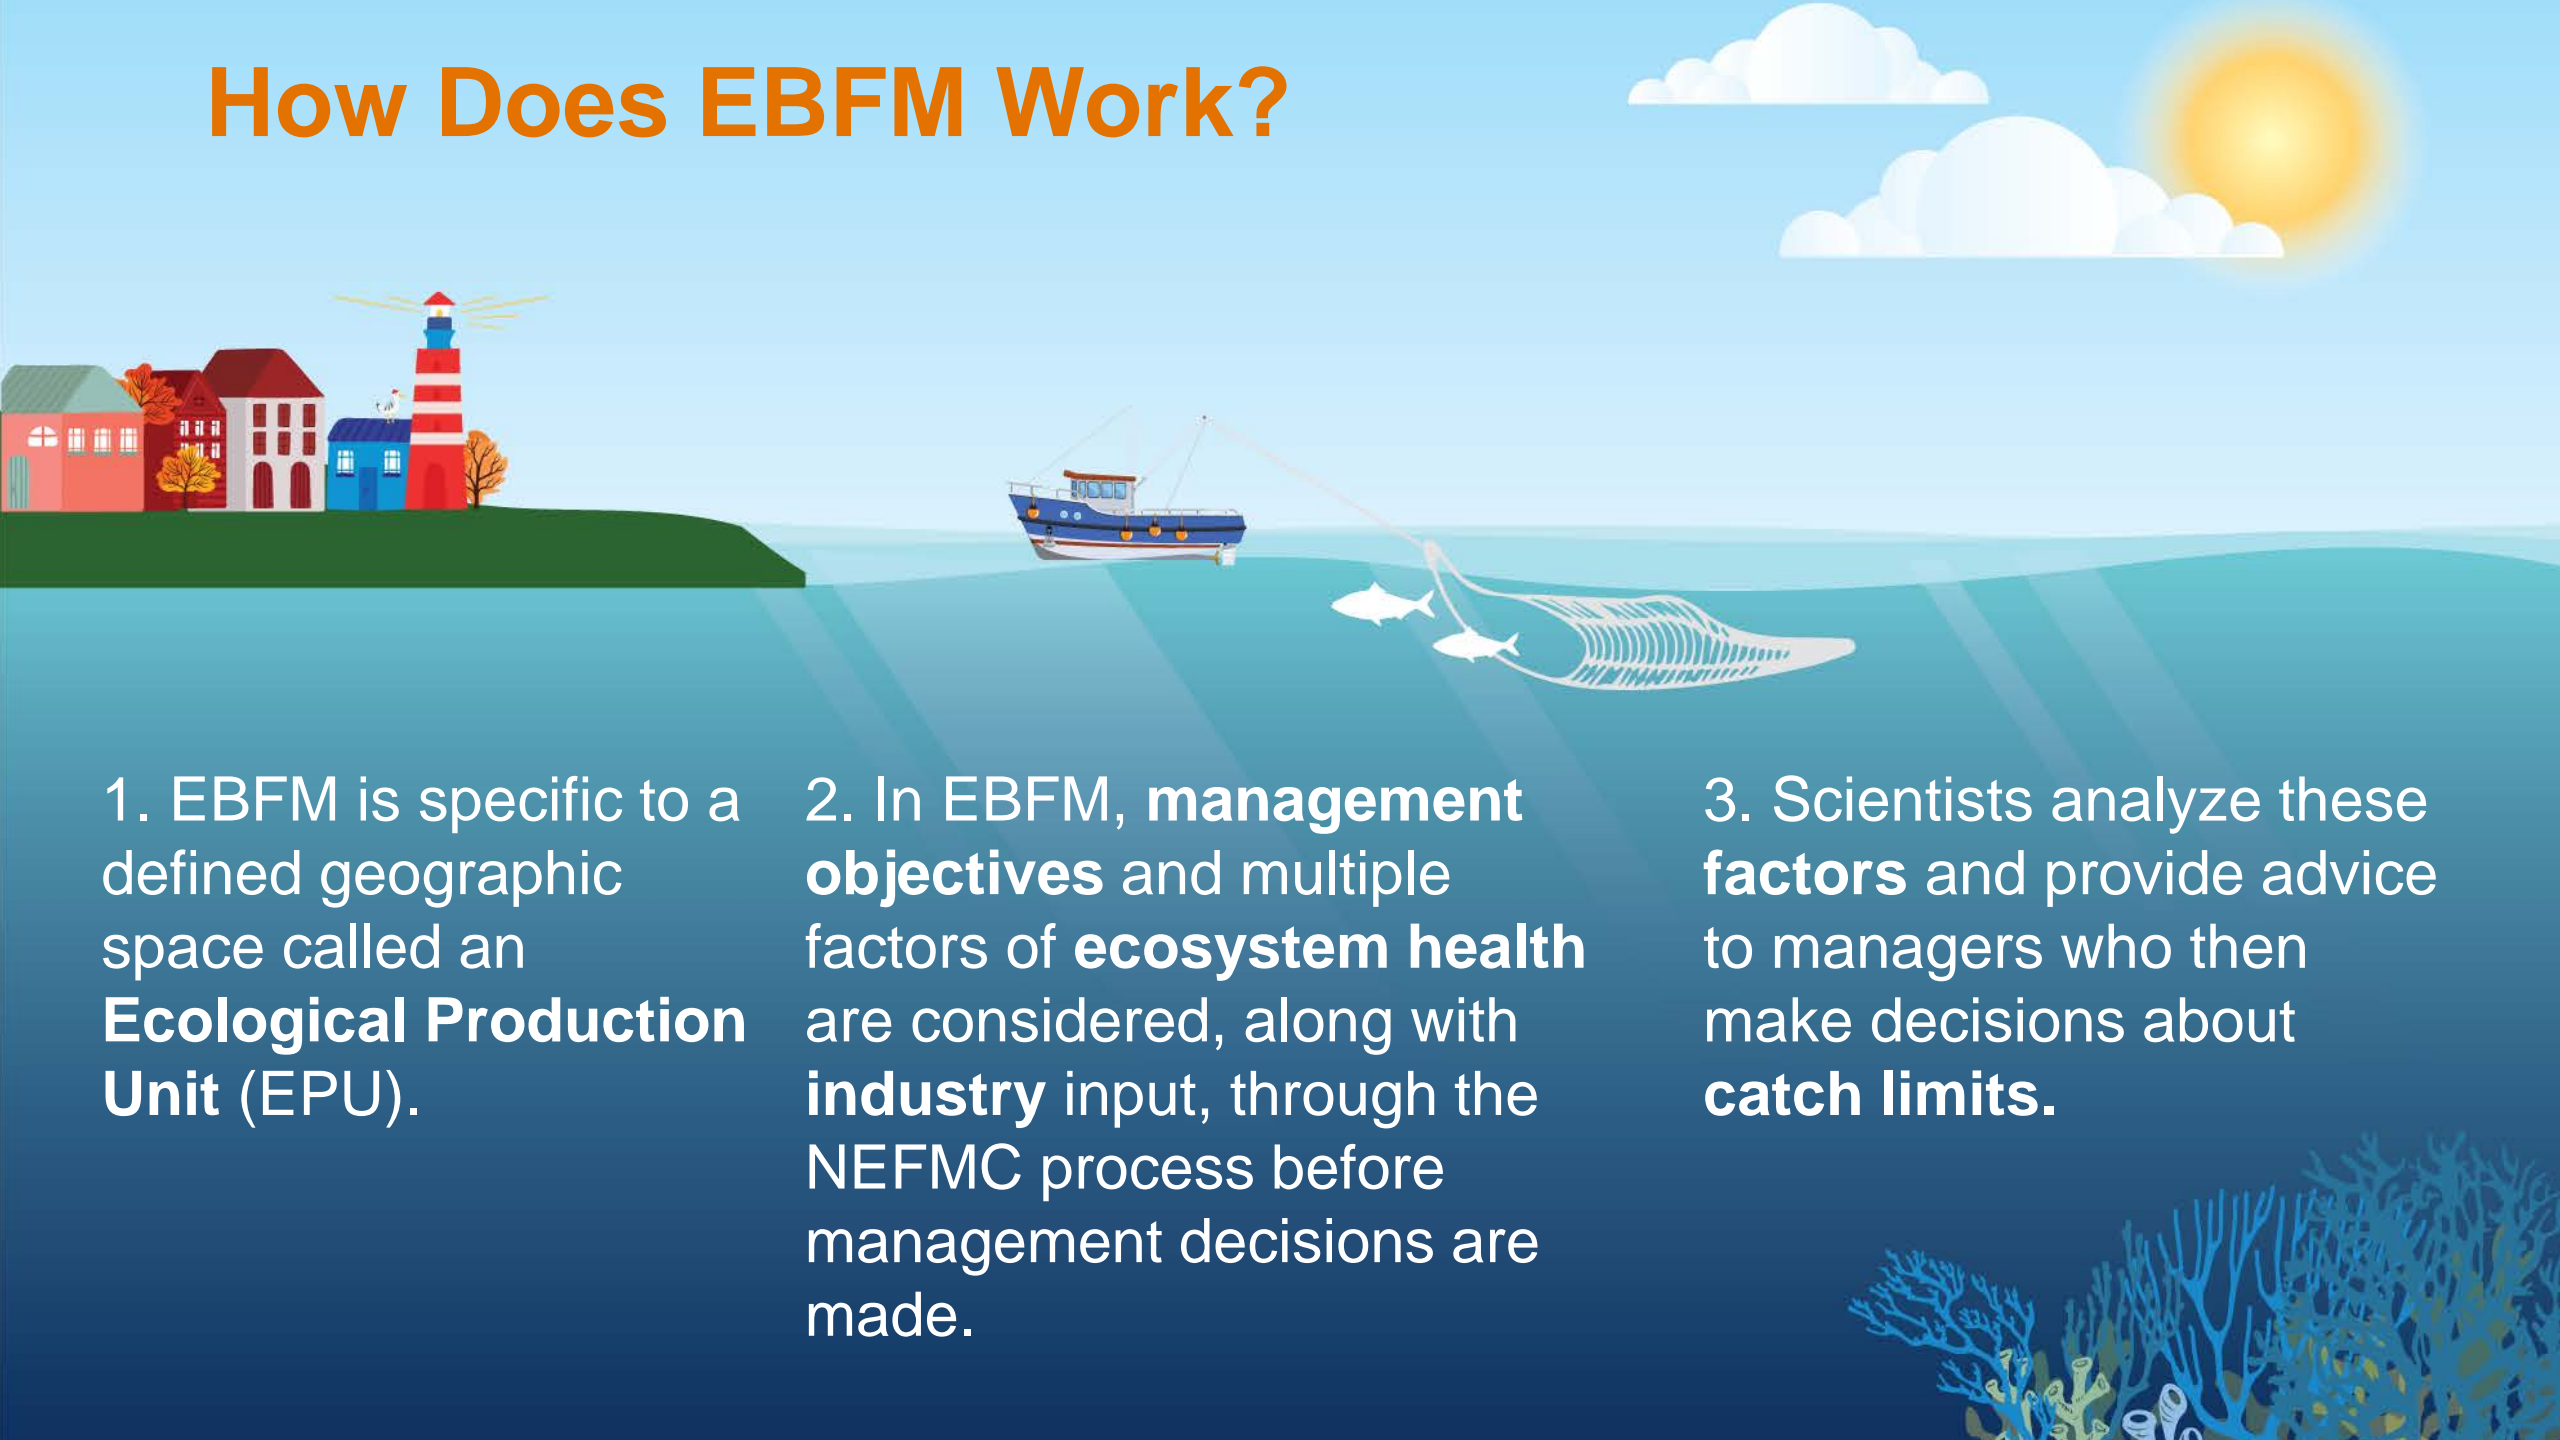 How Does EBFM Work?
1. EBFM is specific to a
defined geographic
space called an
Ecological Production
Unit (EPU).
2. In EBFM, management
objectives and multiple
factors of ecosystem health
are considered, along with
industry input, through the
NEFMC process before
management decisions are
made.
3. Scientists analyze these
factors and provide advice
to managers who then
make decisions about
catch limits.